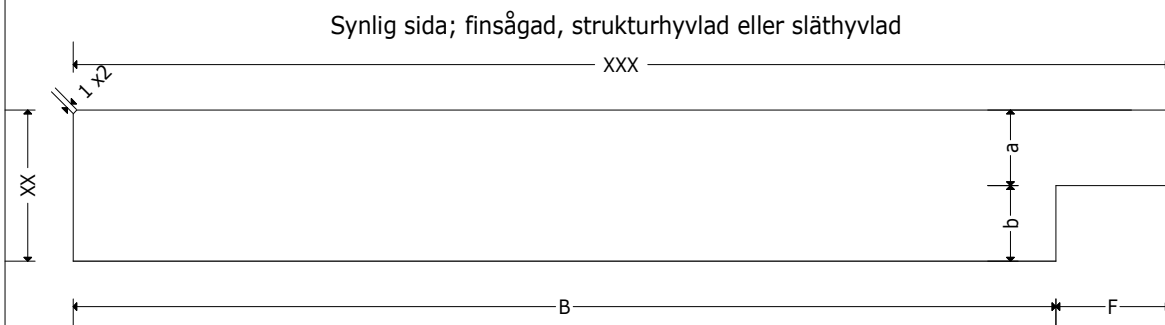 Synlig sida; finsågad, strukturhyvlad eller släthyvlad
XXX
1 x2
a
XX
b
B
F